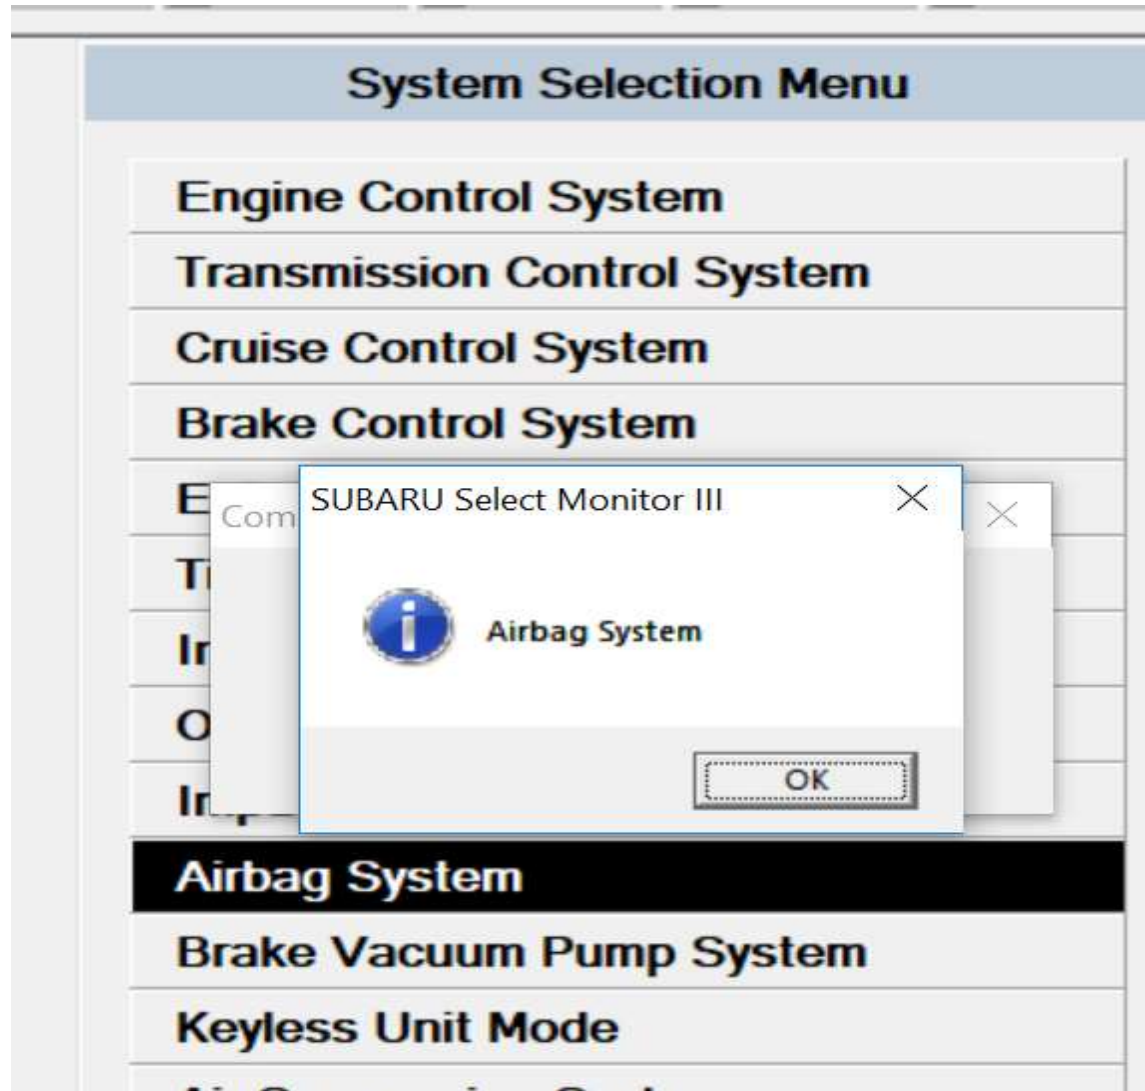 System Selection Menu
Engine Control System
Transmission Control System
Cruise Control System
Brake Control System
SUBARU Select Monitor III
Com
Airbag System
OK
Airbag System
Brake Vacuum Pump System
Keyless Unit Mode